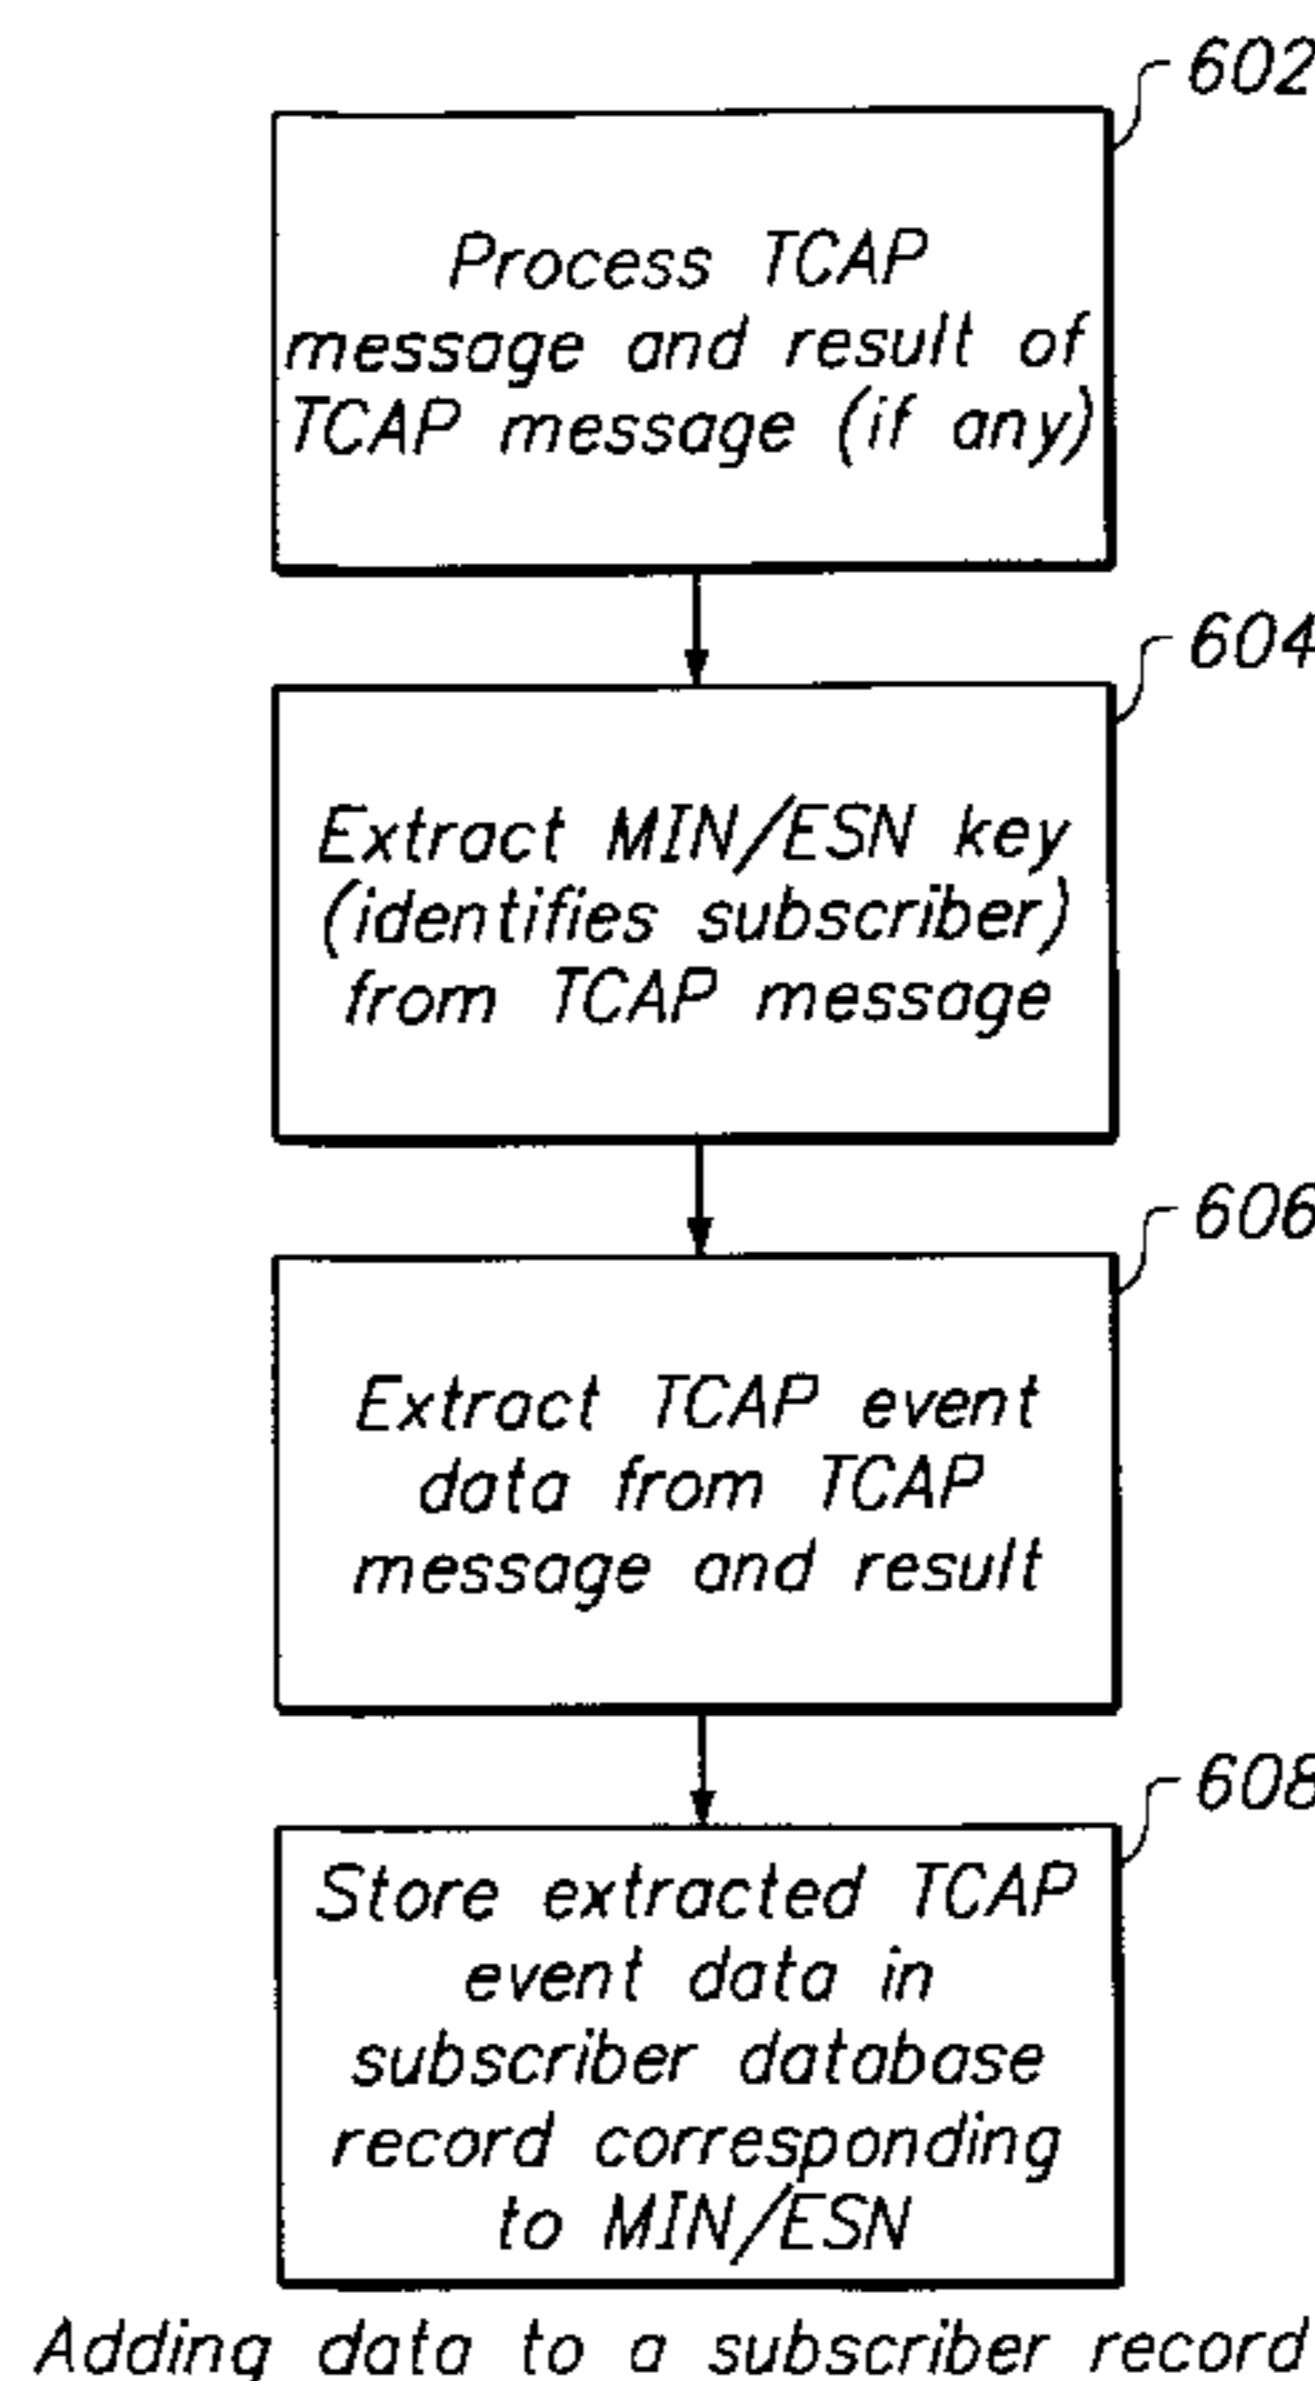 602
Process TCAP
message and result of
TCAP message (if any)
604
Extract MIN/ESN key
(identifies subscriber)
from TCAP message
606
Extract TCAP event
data from TCAP
message and result
608
Store extracted TCAP
event data in
subscriber database
record corresponding
to MIN/ESN
Adding data to a subscriber record